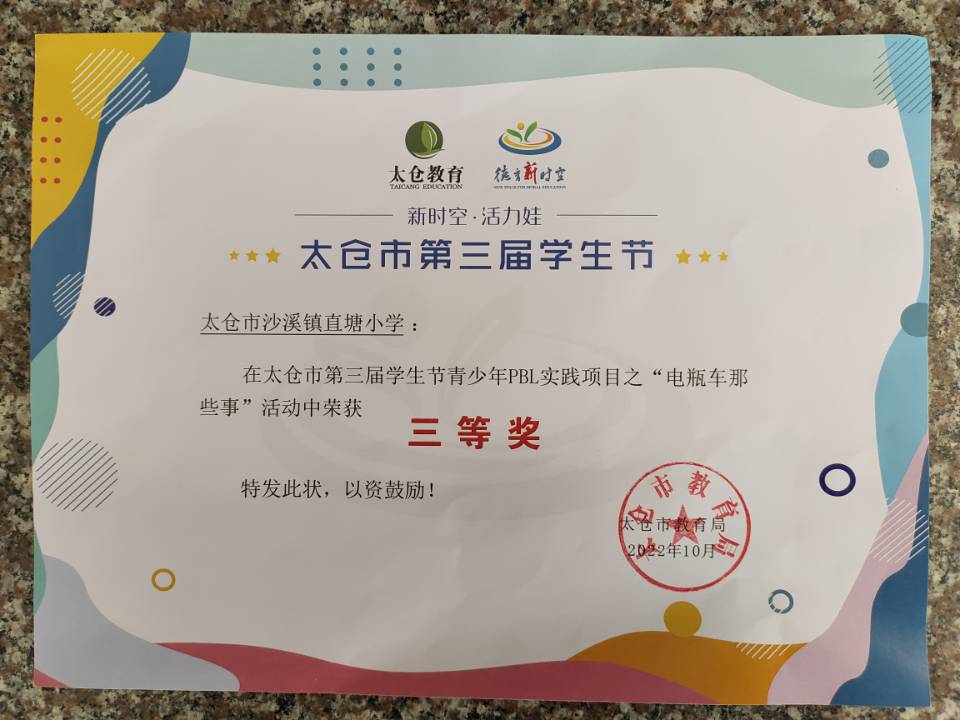 太仓教育
TAICANG EDUCATION
德育新时空
NEW SPACE FOR MORAL EDUCATION
新时空·活力娃
太仓市第三届学生节
太仓市沙溪镇直塘小学：
在太仓市第三届学生节青少年PBL实践项目之“电瓶车那
些事”活动中荣获
三等奖
特发此状，以资鼓励！
太仓市教育局
太仓市教育局
2022年10月